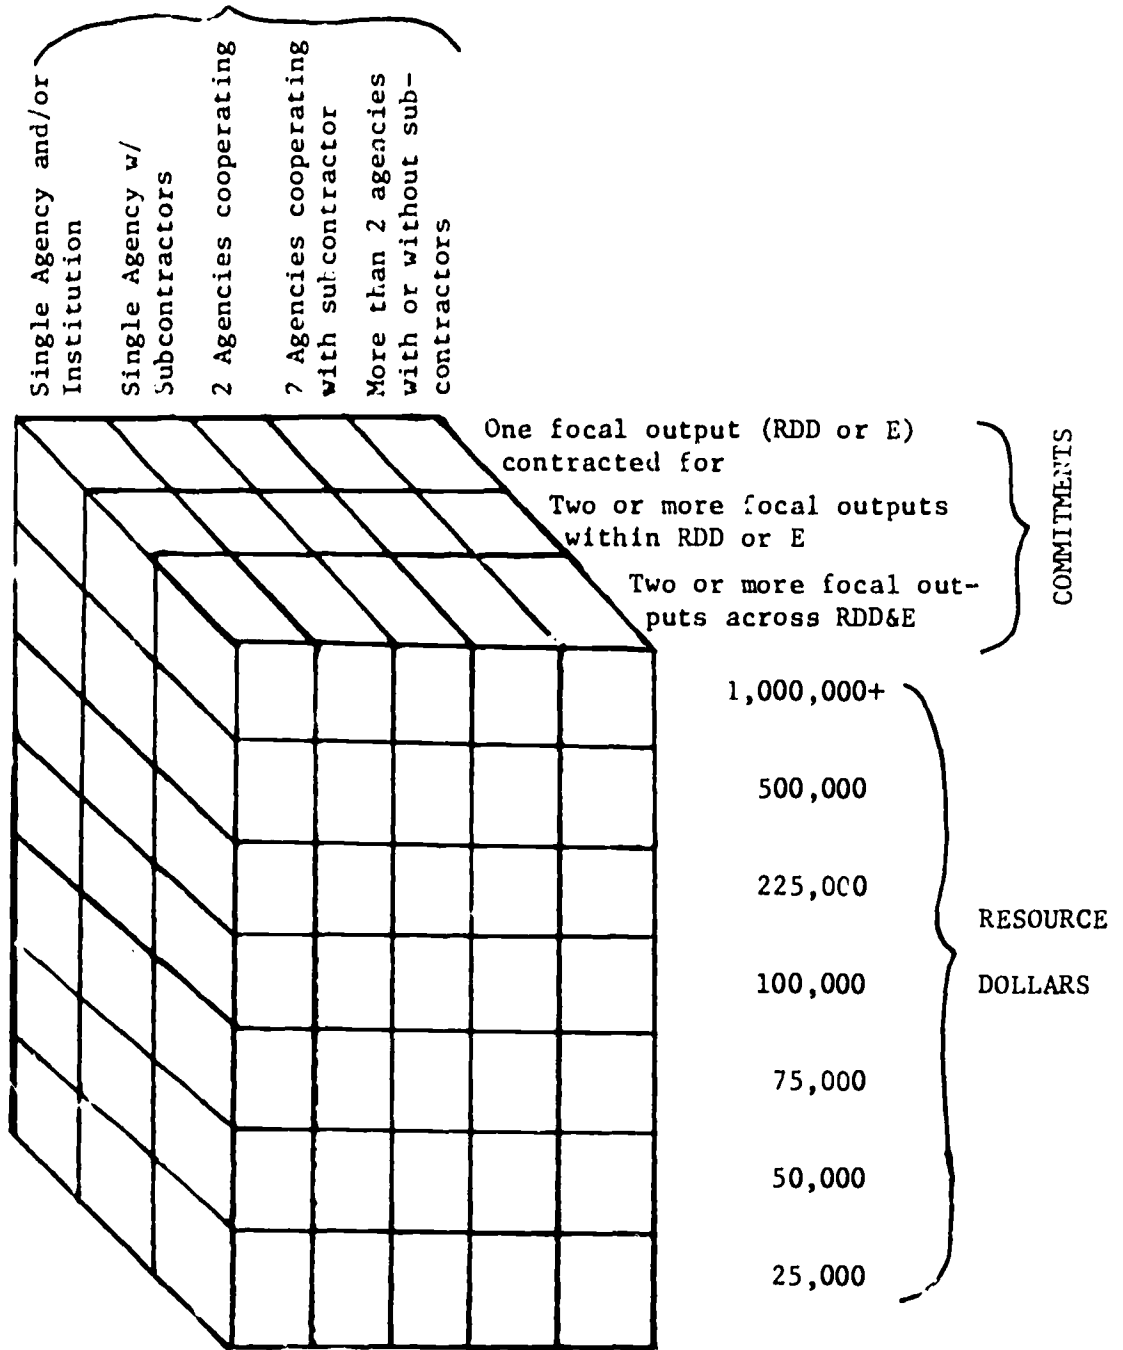 Single Agency and/or
Institution
Single Agency w/
Subcontractors
2 Agencies cooperating
2 Agencies cooperating
with subcontractor
More than 2 agencies
with or without sub-
contractors
One focal output (RDD or E)
contracted for
Two or more focal outputs
within RDD or E
Two or more focal out-
puts across RDD&E
COMMITMENTS
1,000,000+
500,000
225,000
100,000
75,000
50,000
25,000
RESOURCE
DOLLARS